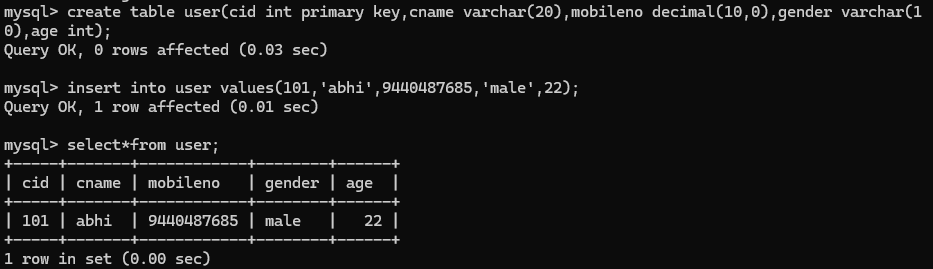 mysql> create table user(cid int primary key,cname varchar(20),mobileno decimal(10,0),gender varchar(1
0),age int);
Query OK, 0 rows affected (0.03 sec)
mysql> insert into user values(101,'abhi',9440487685,'male',22);
Query OK, 1 row affected (0.01 sec)
mysql> select*from user;
+-----+-------+------------+--------+------+
| cid | cname | mobileno   | gender | age  |
+-----+-------+------------+--------+------+
| 101 | abhi  | 9440487685 | male   |   22 |
+-----+-------+------------+--------+------+
1 row in set (0.00 sec)